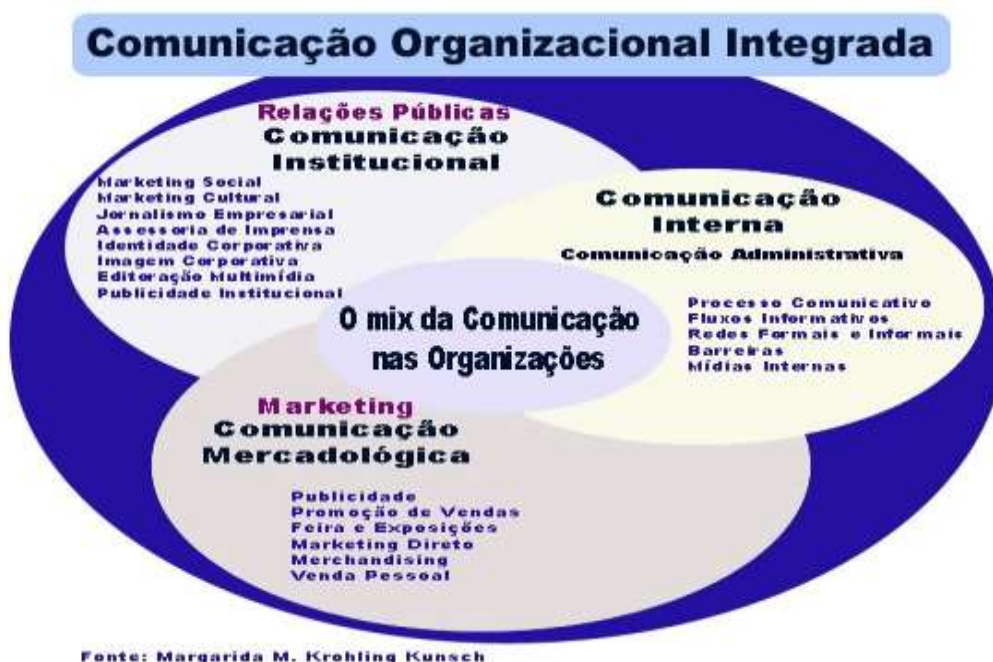 Comunicação Organizacional Integrada
Relações Públicas
Comunicação
Institucional
Marketing Social
Marketing Cultural
Jornalismo Empresarial
Assessoria de Imprensa
Identidade Corporativa
Imagem Corporativa
Editoração Multimídia
Publicidade Institucional
Comunicação
Interna
Comunicação Administrativa
Processo Comunicativo
Fluxos Informativos
Redes Formais e Informais
Barreiras
Mídias Internas
O mix da Comunicação
nas Organizações
Marketing
Comunicação
Mercadológica
Publicidade
Promoção de Vendas
Feira e Exposições
Marketing Direto
Merchandising
Venda Pessoal
Fonte: Margarida M. Krohling Kunsch